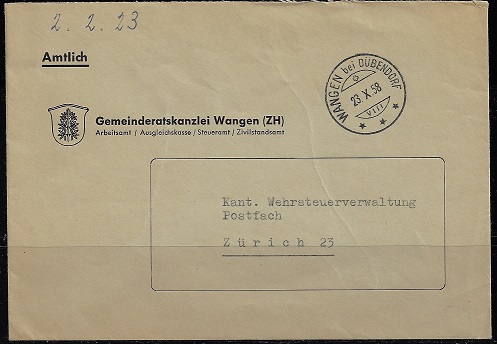 2. 2. 23
Amtlich
WANGEN bei DÜBENDORF
23 X 58
Gemeinderatskanzlei Wangen (ZH)
Arbeitsamt / Ausgleichskasse / Steueramt / Zivilstandsamt
Kant. Wehrsteuerverwaltung
Postfach
Zürich 23